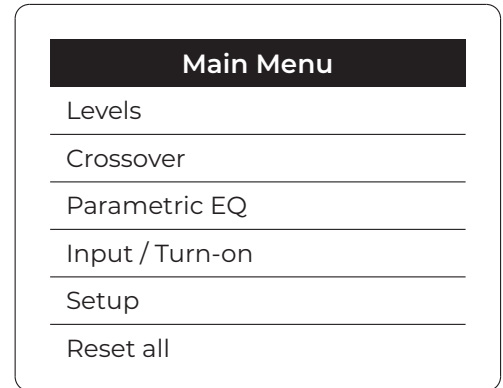 Main Menu
Levels
Crossover
Parametric EQ
Input / Turn-on
Setup
Reset all